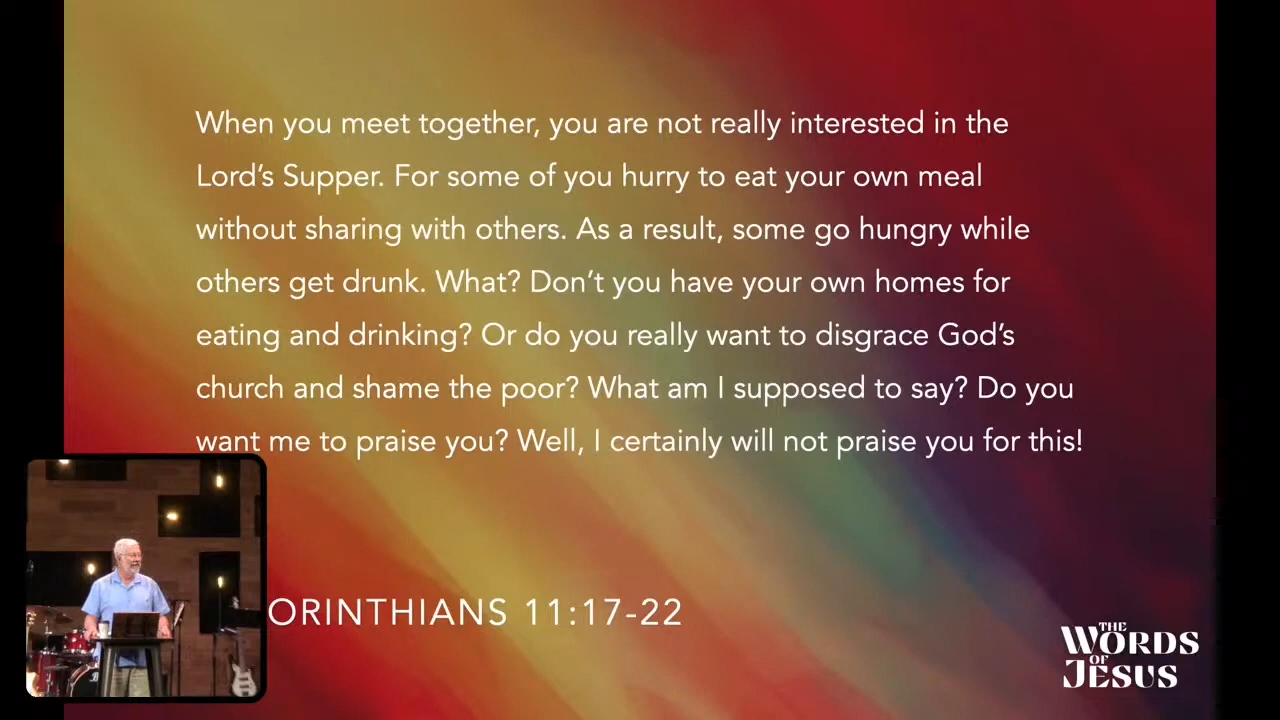 When you meet together, you are not really interested in the
Lord’s Supper. For some of you hurry to eat your own meal
without sharing with others. As a result, some go hungry while
others get drunk. What? Don’t you have your own homes for
eating and drinking? Or do you really want to disgrace God’s
church and shame the poor? What am I supposed to say? Do you
want me to praise you? Well, I certainly will not praise you for this!
ORINTHIANS 11:17-22
THE
WORDS
OF
JESUS